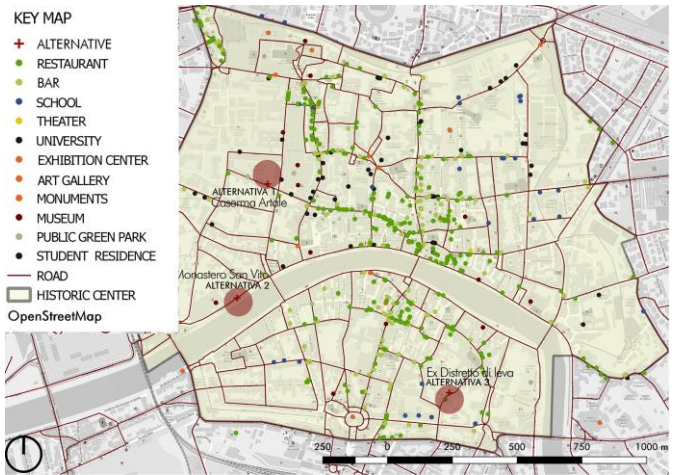 KEY MAP
ALTERNATIVE
RESTAURANT
BAR
SCHOOL
THEATER
UNIVERSITY
EXHIBITION CENTER
ART GALLERY
MONUMENTS
MUSEUM
PUBLIC GREEN PARK
STUDENT RESIDENCE
ROAD
HISTORIC CENTER
OpenStreetMap
ALTERNATIVA 1
Caserma Artale
Monastero San Vito
ALTERNATIVA 2
Ex Distretto di leva
ALTERNATIVA 3
250 0 250 500 750 1000 m